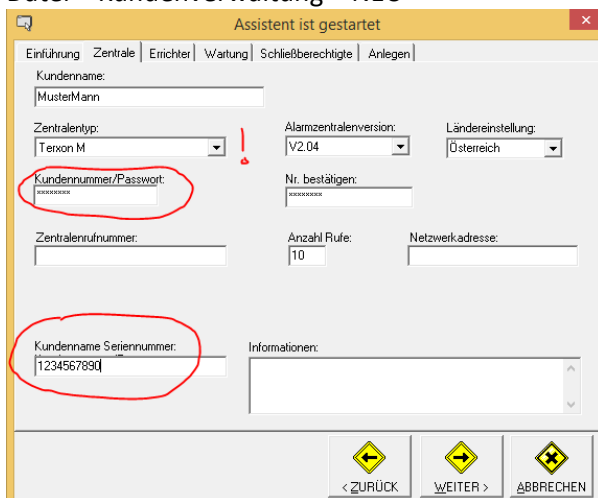 Assistent ist gestartet
Einführung Zentrale Errichter Wartung Schließberechtigte Anlegen
Kundenname:
MusterMann
Zentralentyp: Alarmzentralenversion: Ländereinstellung:
Terxon M ! V2.04 Österreich
Kundennummer/Passwort: Nr. bestätigen:
xxxxxxxx xxxxxxxx
Zentralenrufnummer: Anzahl Rufe: Netzwerkadresse:
10
Kundenname Seriennummer: Informationen:
1234567890
< ZURÜCK WEITER > ABBRECHEN